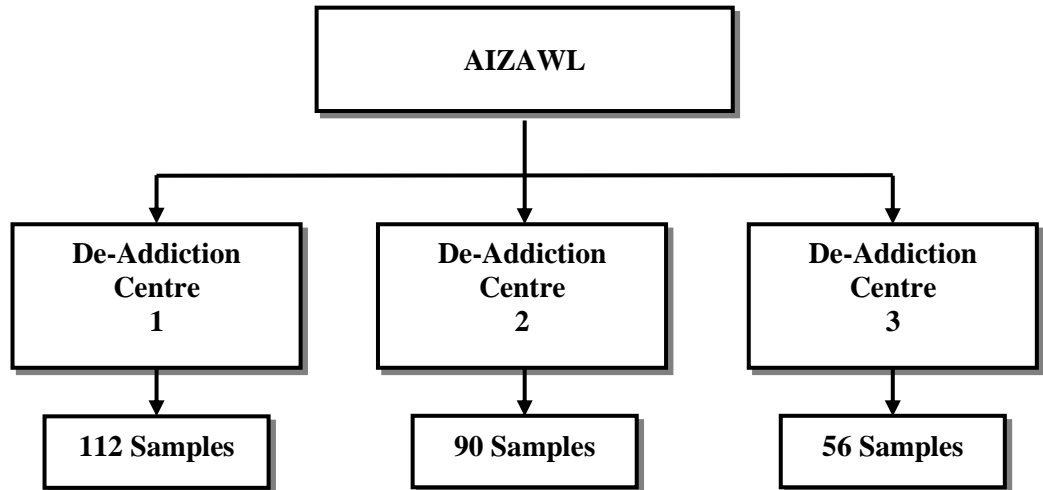 AIZAWL
De-Addiction
Centre
1
De-Addiction
Centre
2
De-Addiction
Centre
3
112 Samples
90 Samples
56 Samples